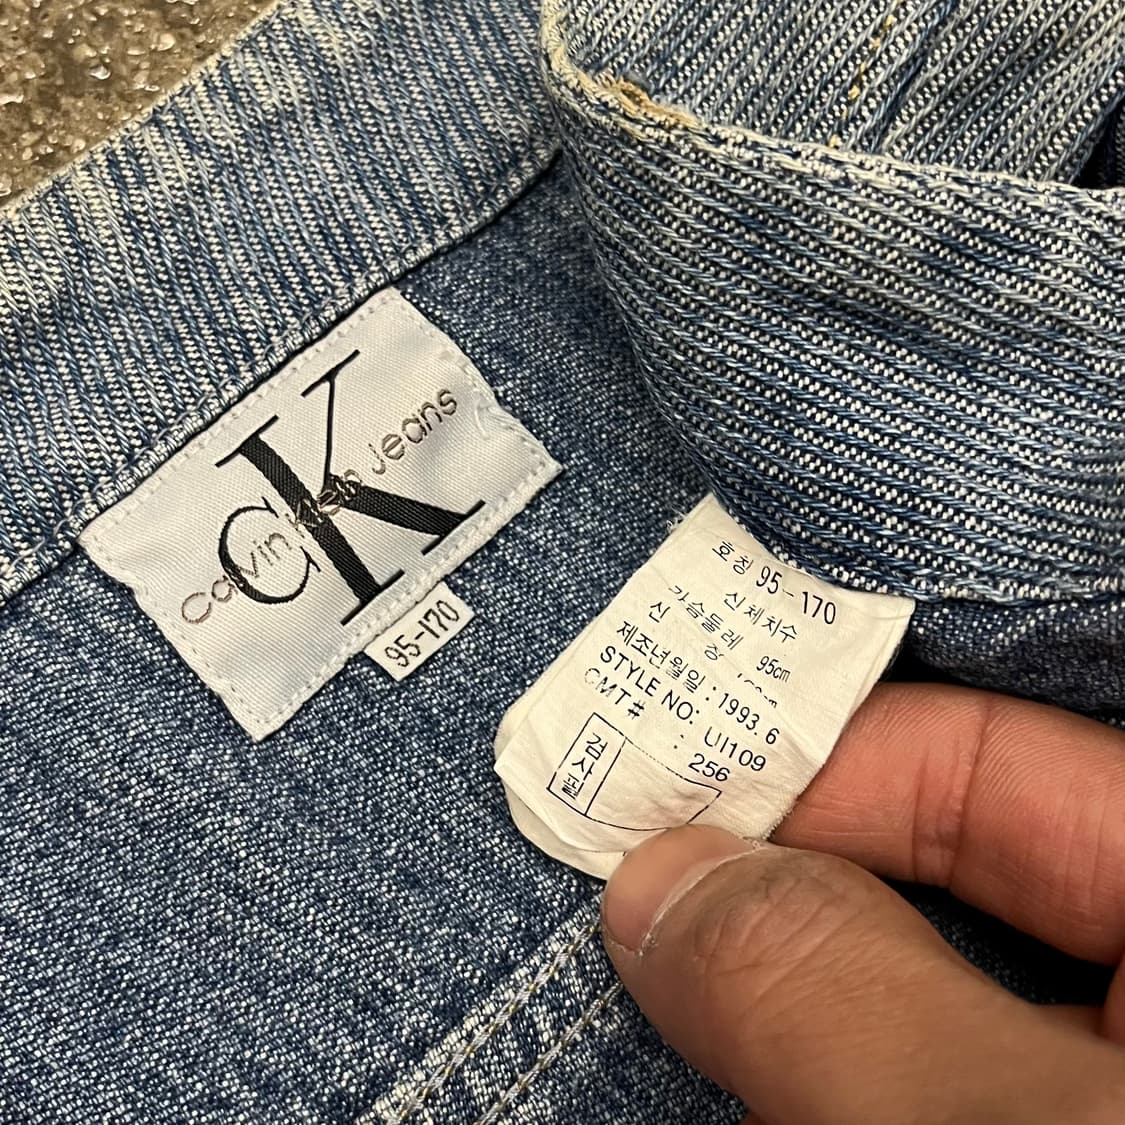 CK
Calvin Klein Jeans
95-170
호칭 95-170
신체치수
가슴둘레 95cm
신 장
제조년월일 : 1993. 6
STYLE NO: UI109
CMT # . 256
검사필